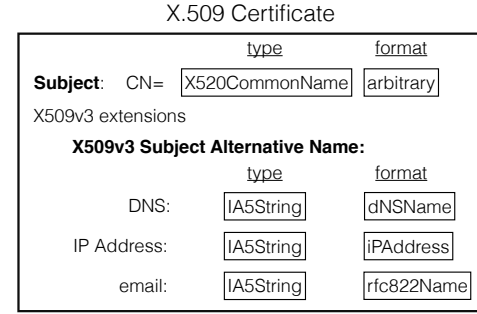 X.509 Certificate
type format
Subject: CN= X520CommonName arbitrary
X509v3 extensions
X509v3 Subject Alternative Name:
type format
DNS: IA5String dNSName
IP Address: IA5String iPAddress
email: IA5String rfc822Name